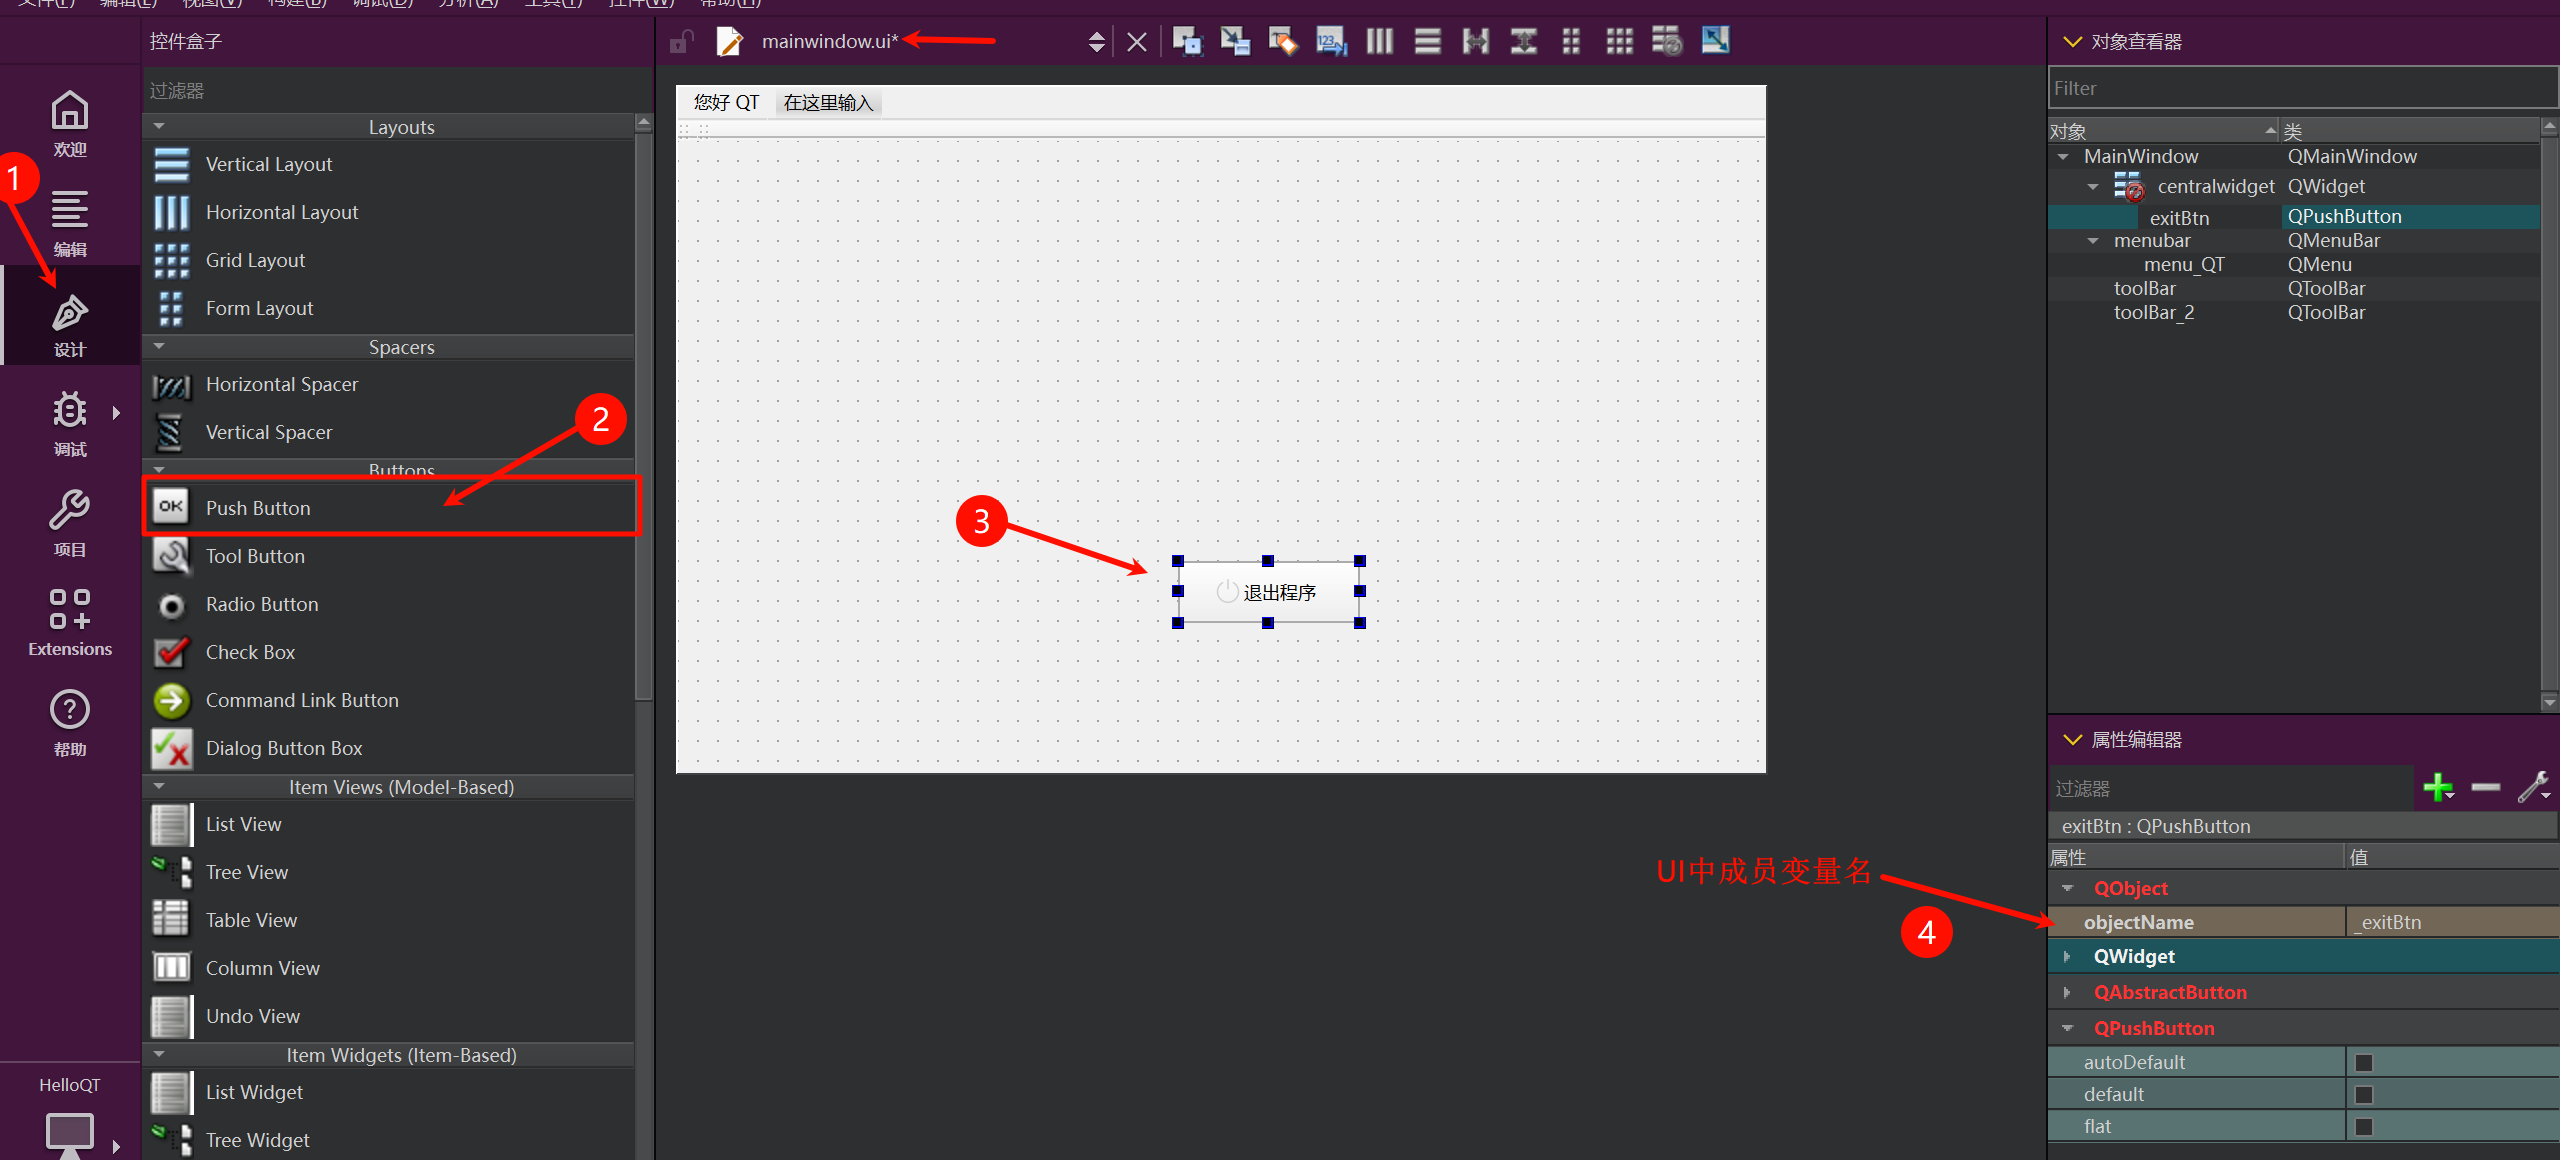 文件(F) 编辑(E) 视图(V) 构建(B) 调试(D) 分析(A) 工具(T) 控件(W) 帮助(H)
控件盒子
过滤器
1
欢迎
编辑
设计
调试
项目
Extensions
帮助
HelloQT
Layouts
Vertical Layout
Horizontal Layout
Grid Layout
Form Layout
Spacers
Horizontal Spacer
Vertical Spacer
2
Buttons
OK Push Button
Tool Button
Radio Button
Check Box
Command Link Button
Dialog Button Box
Item Views (Model-Based)
List View
Tree View
Table View
Column View
Undo View
Item Widgets (Item-Based)
List Widget
Tree Widget
mainwindow.ui*
123
您好 QT 在这里输入
3
退出程序
UI中成员变量名
4
对象查看器
Filter
对象 类
MainWindow QMainWindow
centralwidget QWidget
exitBtn QPushButton
menubar QMenuBar
menu_QT QMenu
toolBar QToolBar
toolBar_2 QToolBar
属性编辑器
过滤器
exitBtn : QPushButton
属性 值
QObject
objectName _exitBtn
QWidget
QAbstractButton
QPushButton
autoDefault
default
flat